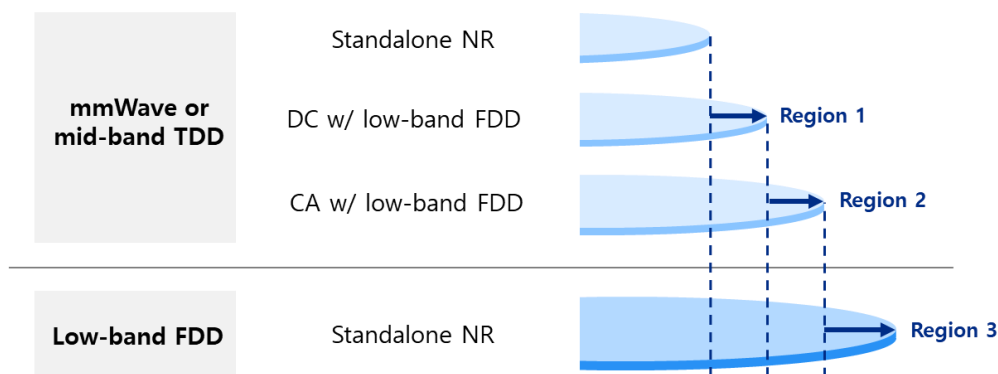 mmWave or
mid-band TDD
Standalone NR
DC w/ low-band FDD
Region 1
CA w/ low-band FDD
Region 2
Low-band FDD
Standalone NR
Region 3